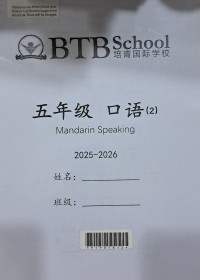 BTB School
培肯国际学校
五年级 口语(2)
Mandarin Speaking
2025-2026
姓名:
班级: